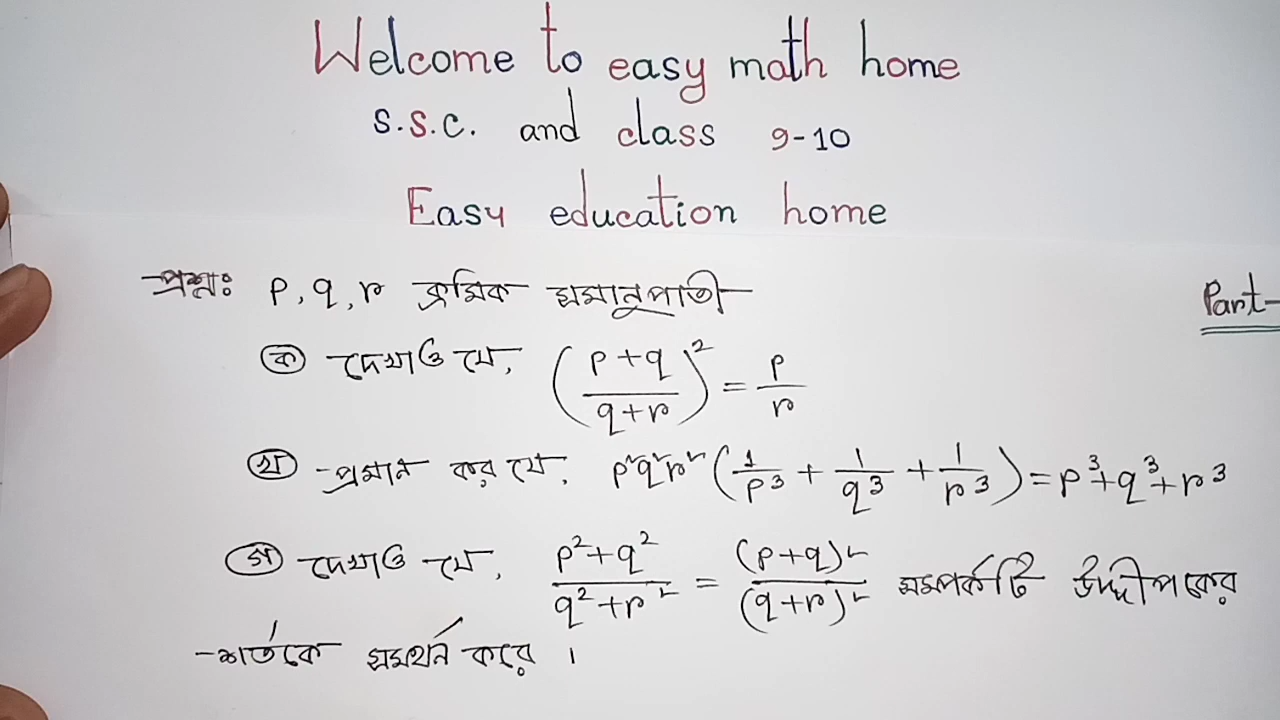 Welcome to easy math home
S.S.C. and class 9-10
Easy education home
প্রশ্নঃ p, q, r ক্রমিক সমানুপাতী
Part-
ক দেখাও যে, ((p+q)/(q+r))² = p/r
খ প্রমান কর যে, p²q²r² (1/p³ + 1/q³ + 1/r³) = p³+q³+r³
গ দেখাও যে, (p²+q²)/(q²+r²) = (p+q)²/(q+r)² সম্পর্কটি উদ্দীপকের
শর্তকে সমর্থন করে ।